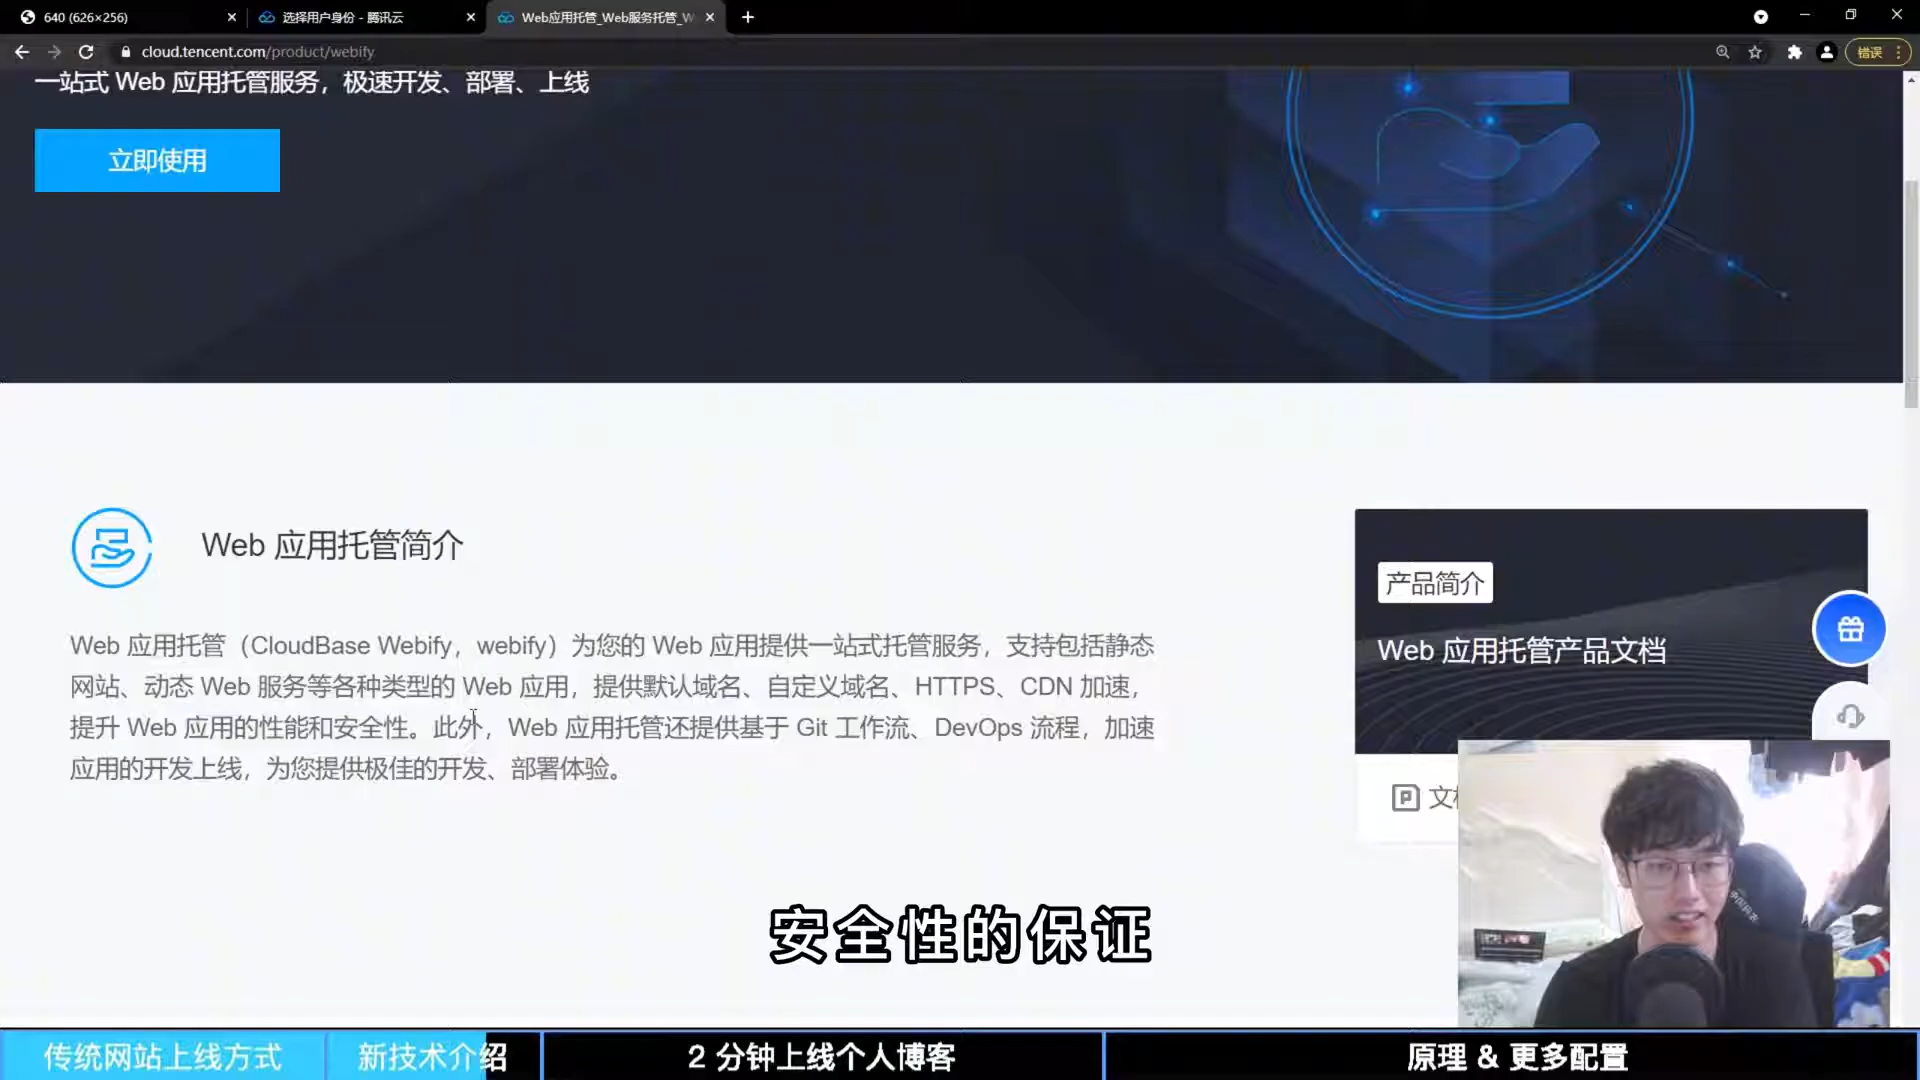 640 (626×256)
选择用户身份 - 腾讯云
Web应用托管_Web服务托管_W
cloud.tencent.com/product/webify
错误
一站式 Web 应用托管服务，极速开发、部署、上线
立即使用
Web 应用托管简介
Web 应用托管（CloudBase Webify，webify）为您的 Web 应用提供一站式托管服务，支持包括静态
网站、动态 Web 服务等各种类型的 Web 应用，提供默认域名、自定义域名、HTTPS、CDN 加速，
提升 Web 应用的性能和安全性。此外，Web 应用托管还提供基于 Git 工作流、DevOps 流程，加速
应用的开发上线，为您提供极佳的开发、部署体验。
产品简介
Web 应用托管产品文档
文
安全性的保证
传统网站上线方式
新技术介绍
2 分钟上线个人博客
原理 & 更多配置